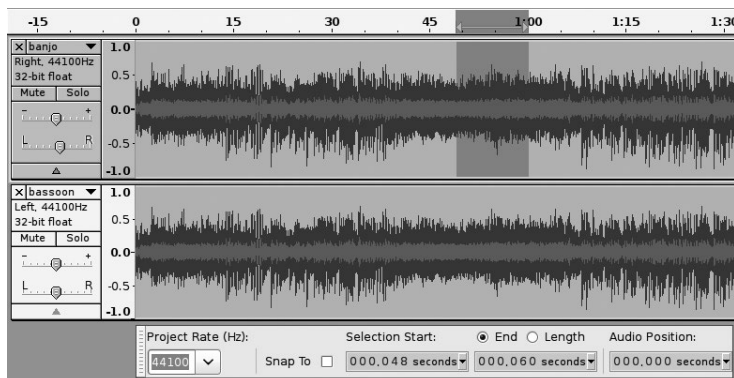 -15 0 15 30 45 1:00 1:15 1:30
x banjo
Right, 44100Hz
32-bit float
Mute Solo
- +
L R
1.0
0.5
0.0
-0.5
-1.0
x bassoon
Left, 44100Hz
32-bit float
Mute Solo
- +
L R
1.0
0.5
0.0
-0.5
-1.0
Project Rate (Hz): Selection Start: End Length Audio Position:
44100 Snap To 000,048 seconds 000,060 seconds 000,000 seconds